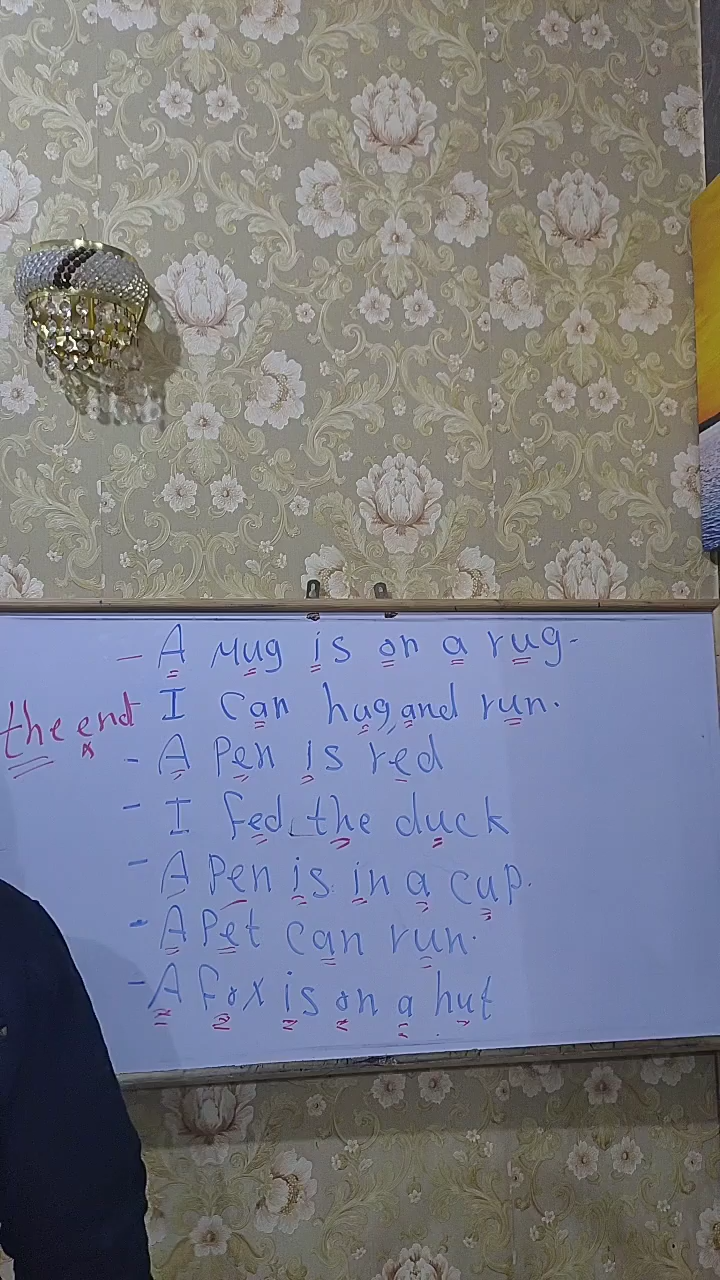 - A Mug is on a rug.
the end
I can hug and run.
- A Pen is red
- I fed the duck
- A Pen is in a cup.
- A Pet can run.
- A fox is on a hut